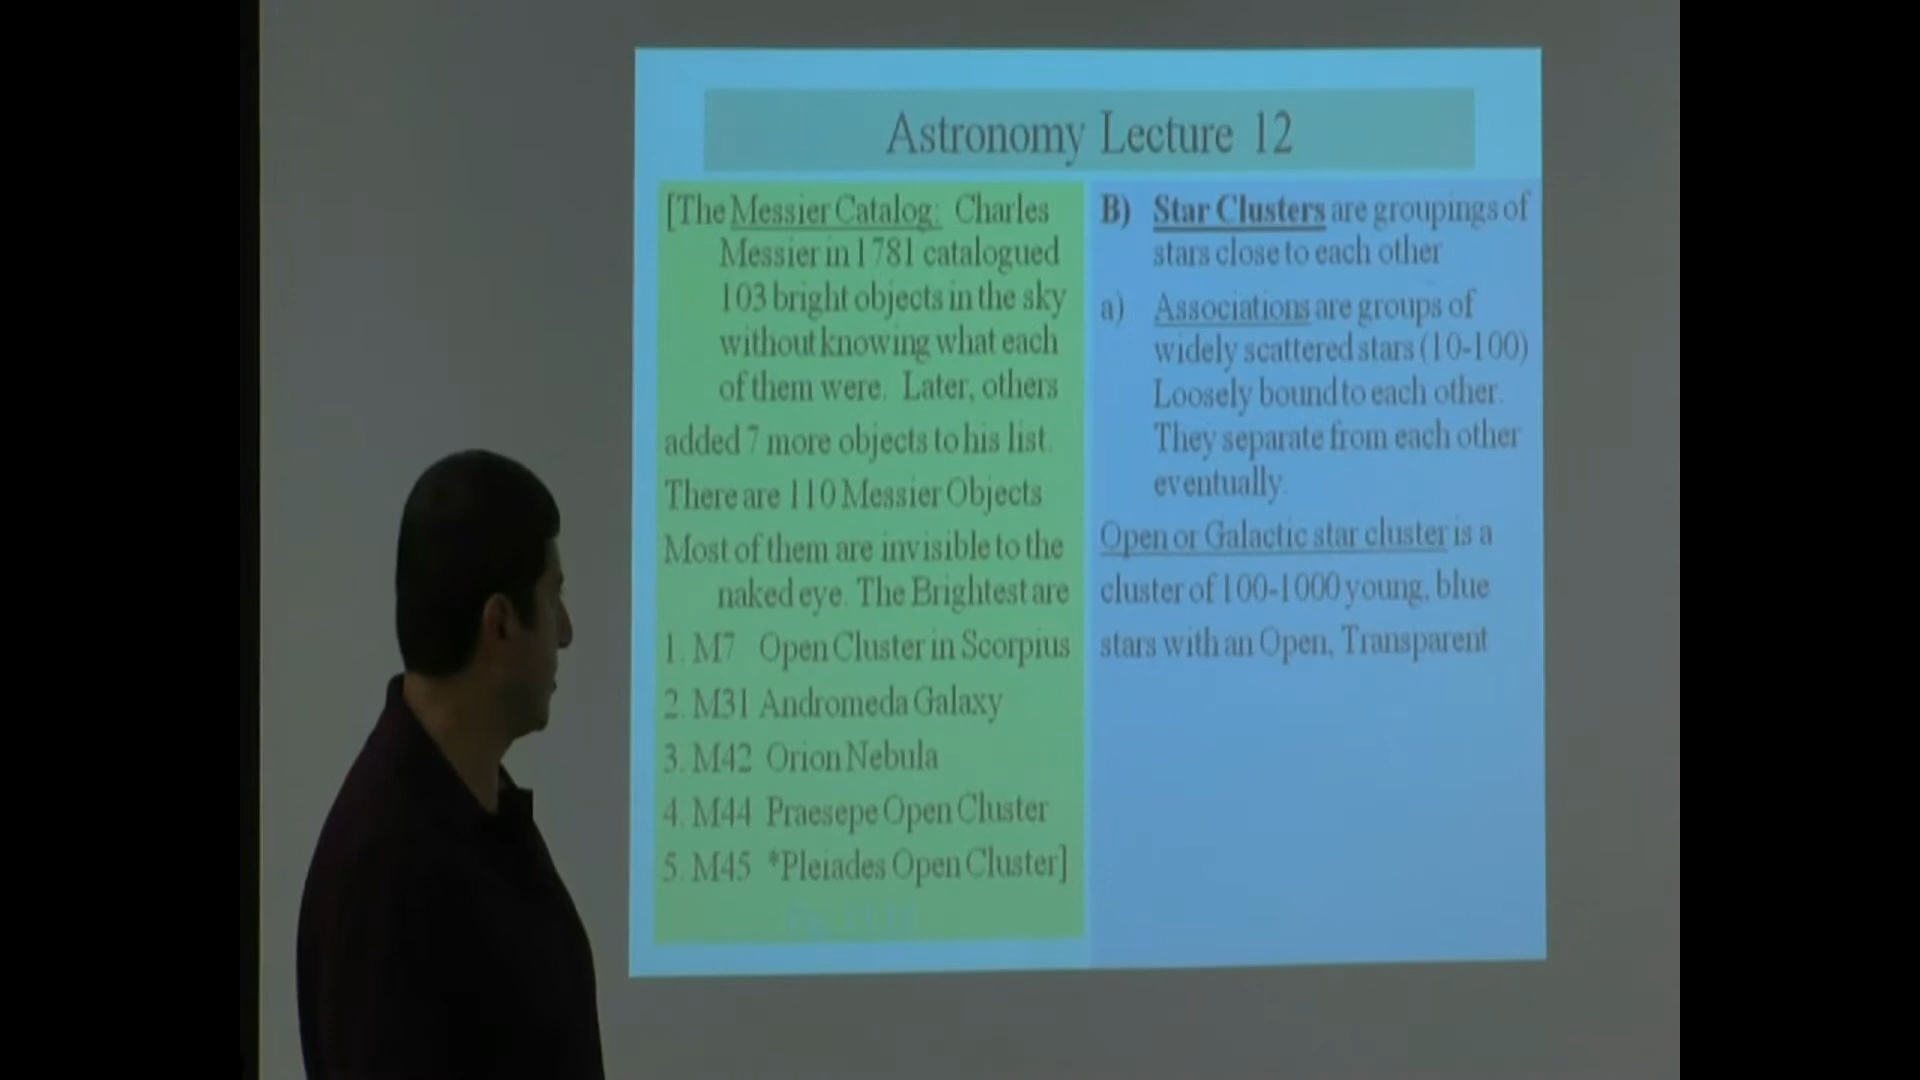 Astronomy Lecture 12
[The Messier Catalog: Charles
Messier in 1781 catalogued
103 bright objects in the sky
without knowing what each
of them were. Later, others
added 7 more objects to his list.
There are 110 Messier Objects
Most of them are invisible to the
naked eye. The Brightest are
1. M7 Open Cluster in Scorpius
2. M31 Andromeda Galaxy
3. M42 Orion Nebula
4. M44 Praesepe Open Cluster
5. M45 *Pleiades Open Cluster]
B) Star Clusters are groupings of
stars close to each other
a) Associations are groups of
widely scattered stars (10-100)
Loosely bound to each other.
They separate from each other
eventually.
Open or Galactic star cluster is a
cluster of 100-1000 young, blue
stars with an Open, Transparent